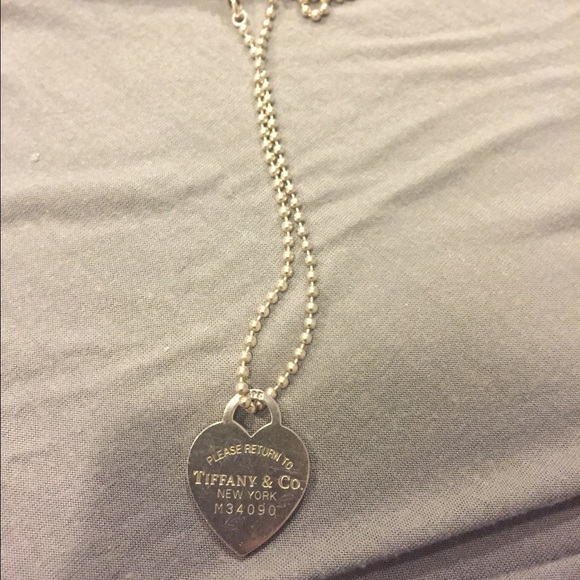 PLEASE RETURN TO
TIFFANY & CO.
NEW YORK
M34090